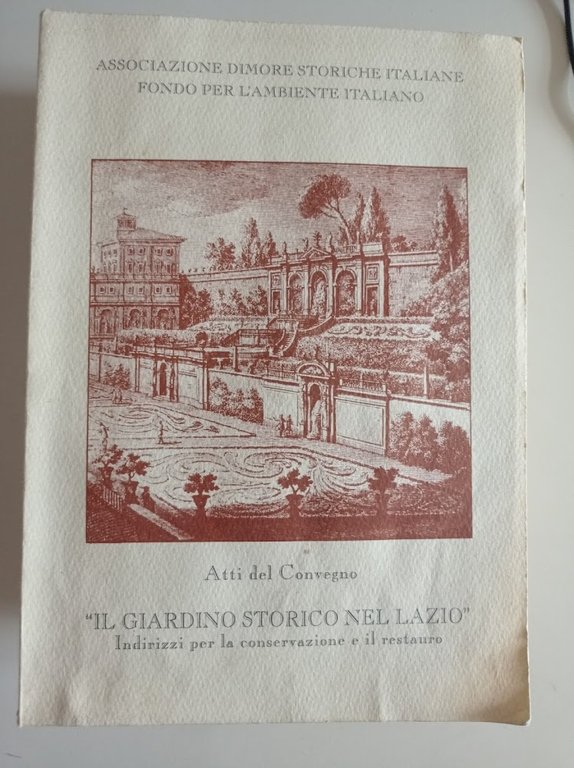 ASSOCIAZIONE DIMORE STORICHE ITALIANE
FONDO PER L'AMBIENTE ITALIANO
Atti del Convegno
"IL GIARDINO STORICO NEL LAZIO"
Indirizzi per la conservazione e il restauro